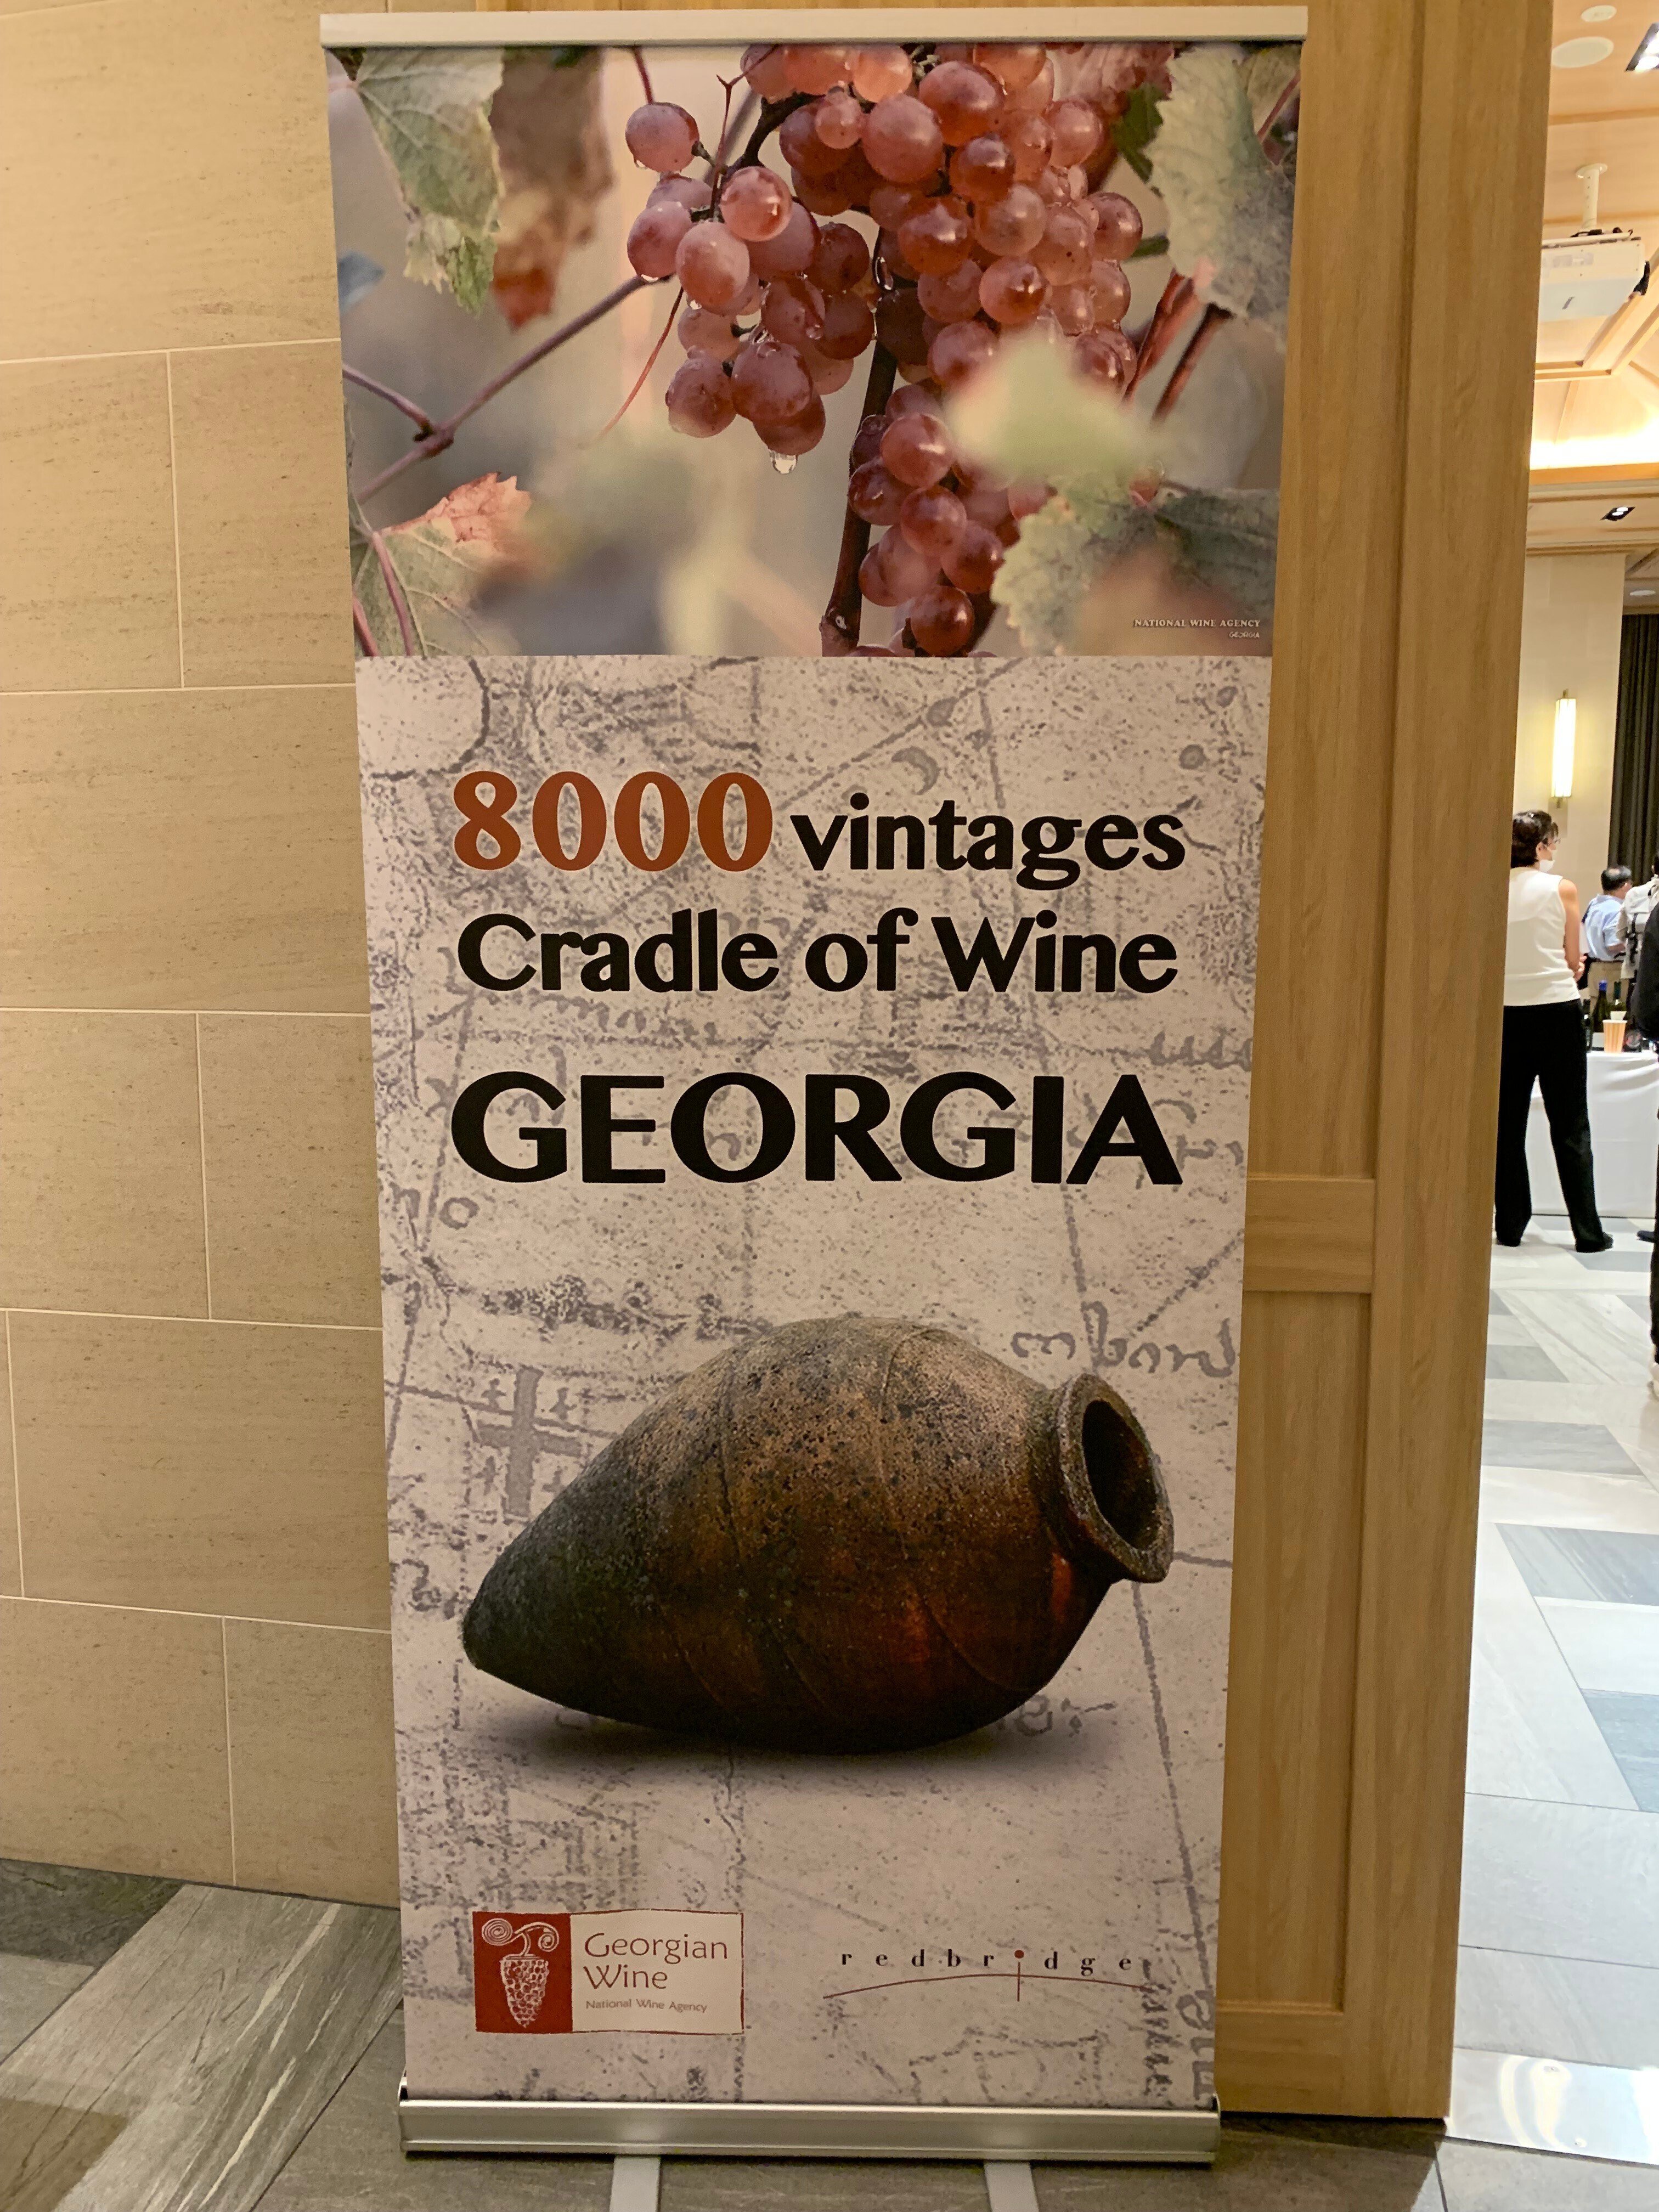 NATIONAL WINE AGENCY
GEORGIA
8000 vintages
Cradle of Wine
GEORGIA
Georgian
Wine
National Wine Agency
redbridge